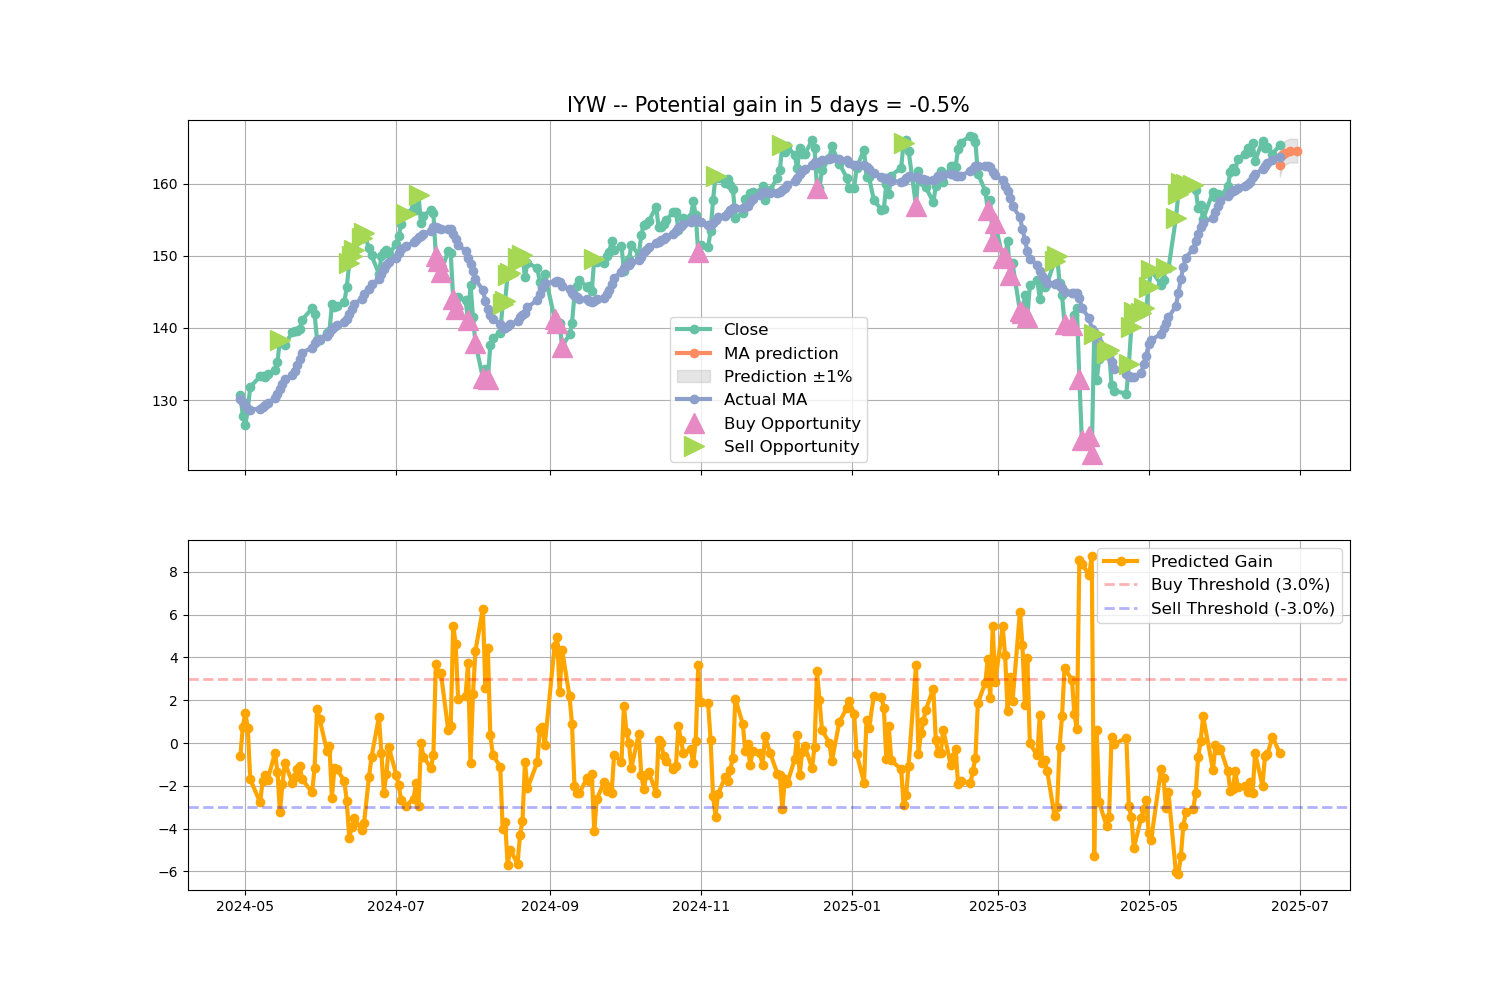 IYW -- Potential gain in 5 days = -0.5%
160
150
140
130
Close
MA prediction
Prediction ±1%
Actual MA
Buy Opportunity
Sell Opportunity
8
6
4
2
0
−2
−4
−6
Predicted Gain
Buy Threshold (3.0%)
Sell Threshold (-3.0%)
2024-05
2024-07
2024-09
2024-11
2025-01
2025-03
2025-05
2025-07